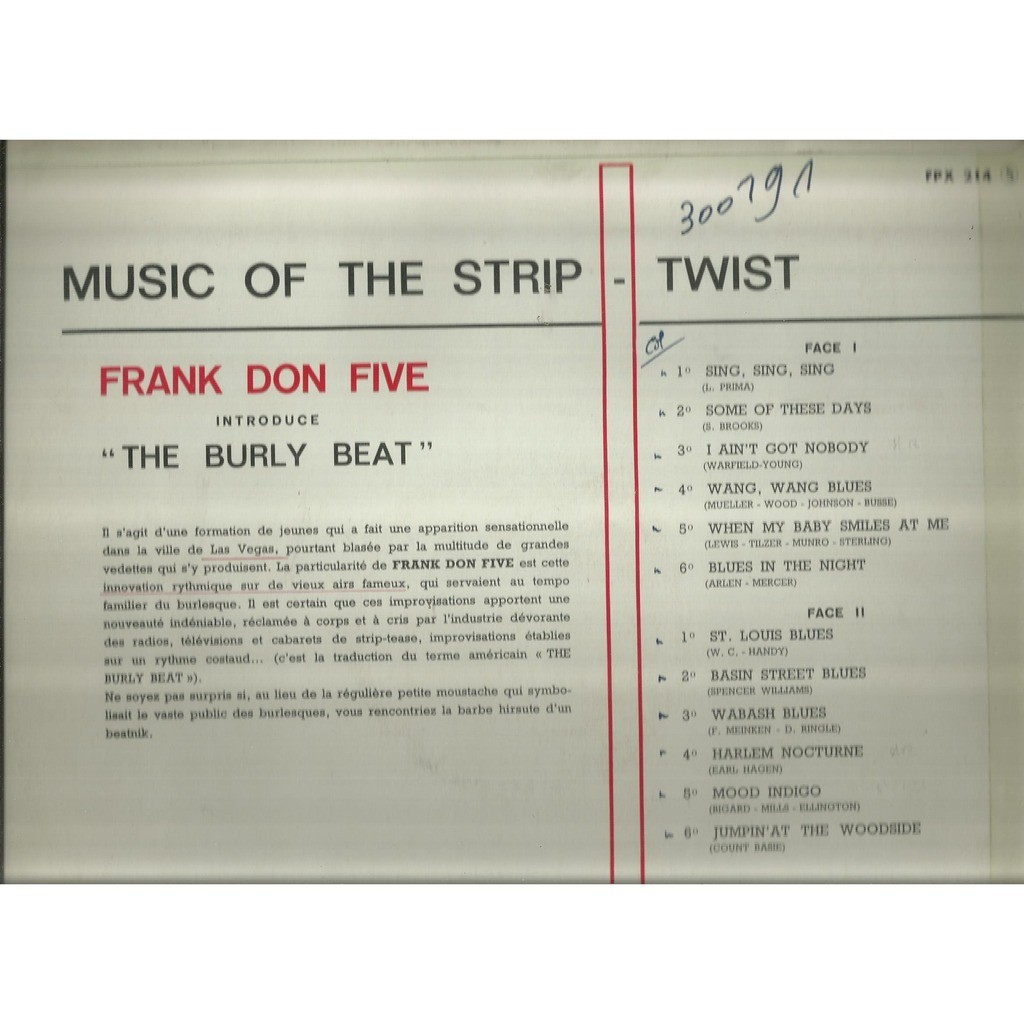 300791
FPX 314 S
MUSIC OF THE STRIP - TWIST
FRANK DON FIVE
INTRODUCE
“THE BURLY BEAT”
Il s'agit d'une formation de jeunes qui a fait une apparition sensationnelle
dans la ville de Las Vegas, pourtant blasée par la multitude de grandes
vedettes qui s'y produisent. La particularité de FRANK DON FIVE est cette
innovation rythmique sur de vieux airs fameux, qui servaient au tempo
familier du burlesque. Il est certain que ces improvisations apportent une
nouveauté indéniable, réclamée à corps et à cris par l'industrie dévorante
des radios, télévisions et cabarets de strip-tease, improvisations établies
sur un rythme costaud... (c'est la traduction du terme américain « THE
BURLY BEAT »).
Ne soyez pas surpris si, au lieu de la régulière petite moustache qui symbo-
lisait le vaste public des burlesques, vous rencontriez la barbe hirsute d'un
beatnik.
FACE I
1° SING, SING, SING
(L. PRIMA)
2° SOME OF THESE DAYS
(S. BROOKS)
3° I AIN'T GOT NOBODY
(WARFIELD-YOUNG)
4° WANG, WANG BLUES
(MUELLER - WOOD - JOHNSON - BUSSE)
5° WHEN MY BABY SMILES AT ME
(LEWIS - TILZER - MUNRO - STERLING)
6° BLUES IN THE NIGHT
(ARLEN - MERCER)
FACE II
1° ST. LOUIS BLUES
(W. C. - HANDY)
2° BASIN STREET BLUES
(SPENCER WILLIAMS)
3° WABASH BLUES
(F. MEINKEN - D. RINGLE)
4° HARLEM NOCTURNE
(EARL HAGEN)
5° MOOD INDIGO
(BIGARD - MILLS - ELLINGTON)
6° JUMPIN'AT THE WOODSIDE
(COUNT BASIE)